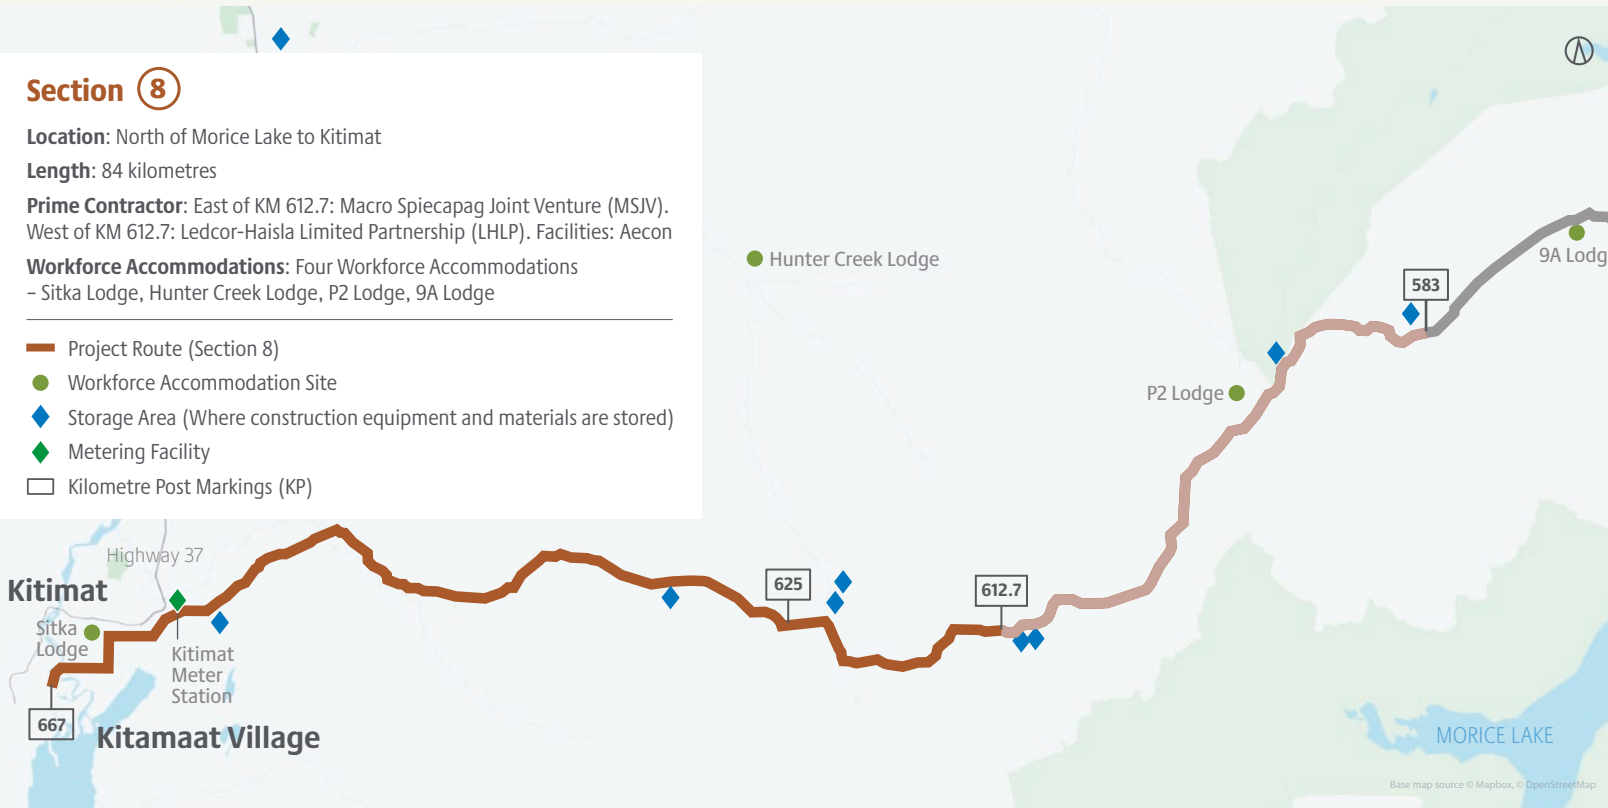 Section 8
Location: North of Morice Lake to Kitimat
Length: 84 kilometres
Prime Contractor: East of KM 612.7: Macro Spiecapag Joint Venture (MSJV).
West of KM 612.7: Ledcor-Haisla Limited Partnership (LHLP). Facilities: Aecon
Workforce Accommodations: Four Workforce Accommodations
– Sitka Lodge, Hunter Creek Lodge, P2 Lodge, 9A Lodge
Project Route (Section 8)
Workforce Accommodation Site
Storage Area (Where construction equipment and materials are stored)
Metering Facility
Kilometre Post Markings (KP)
Hunter Creek Lodge
9A Lodg
583
P2 Lodge
Highway 37
Kitimat
625
612.7
Sitka
Lodge
Kitimat
Meter
Station
667
Kitamaat Village
MORICE LAKE
Base map source © Mapbox, © OpenStreetMap